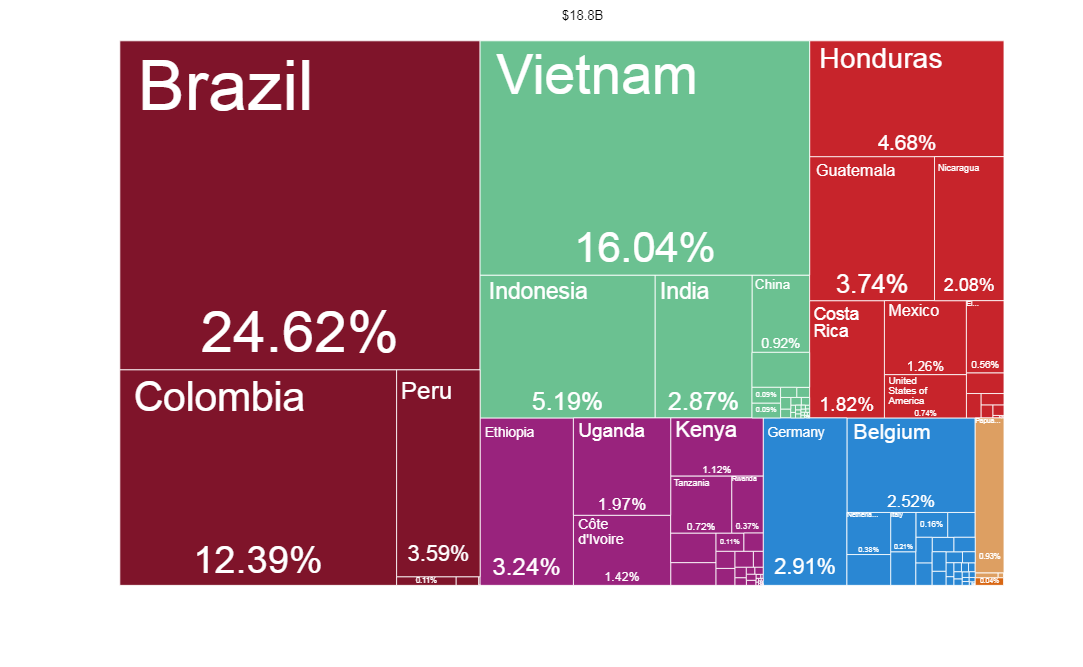 $18.8B
Brazil
24.62%
Colombia
12.39%
Peru
3.59%
0.11%
Vietnam
16.04%
Indonesia
5.19%
India
2.87%
China
0.92%
0.09%
0.09%
Honduras
4.68%
Guatemala
3.74%
Nicaragua
2.08%
Costa
Rica
1.82%
Mexico
1.26%
El...
0.56%
United
States of
America
0.74%
Ethiopia
3.24%
Uganda
1.97%
Côte
d'Ivoire
1.42%
Kenya
1.12%
Tanzania
0.72%
Rwanda
0.37%
0.11%
Germany
2.91%
Belgium
2.52%
Netherla...
0.38%
Italy
0.21%
0.16%
Papua...
0.93%
0.04%